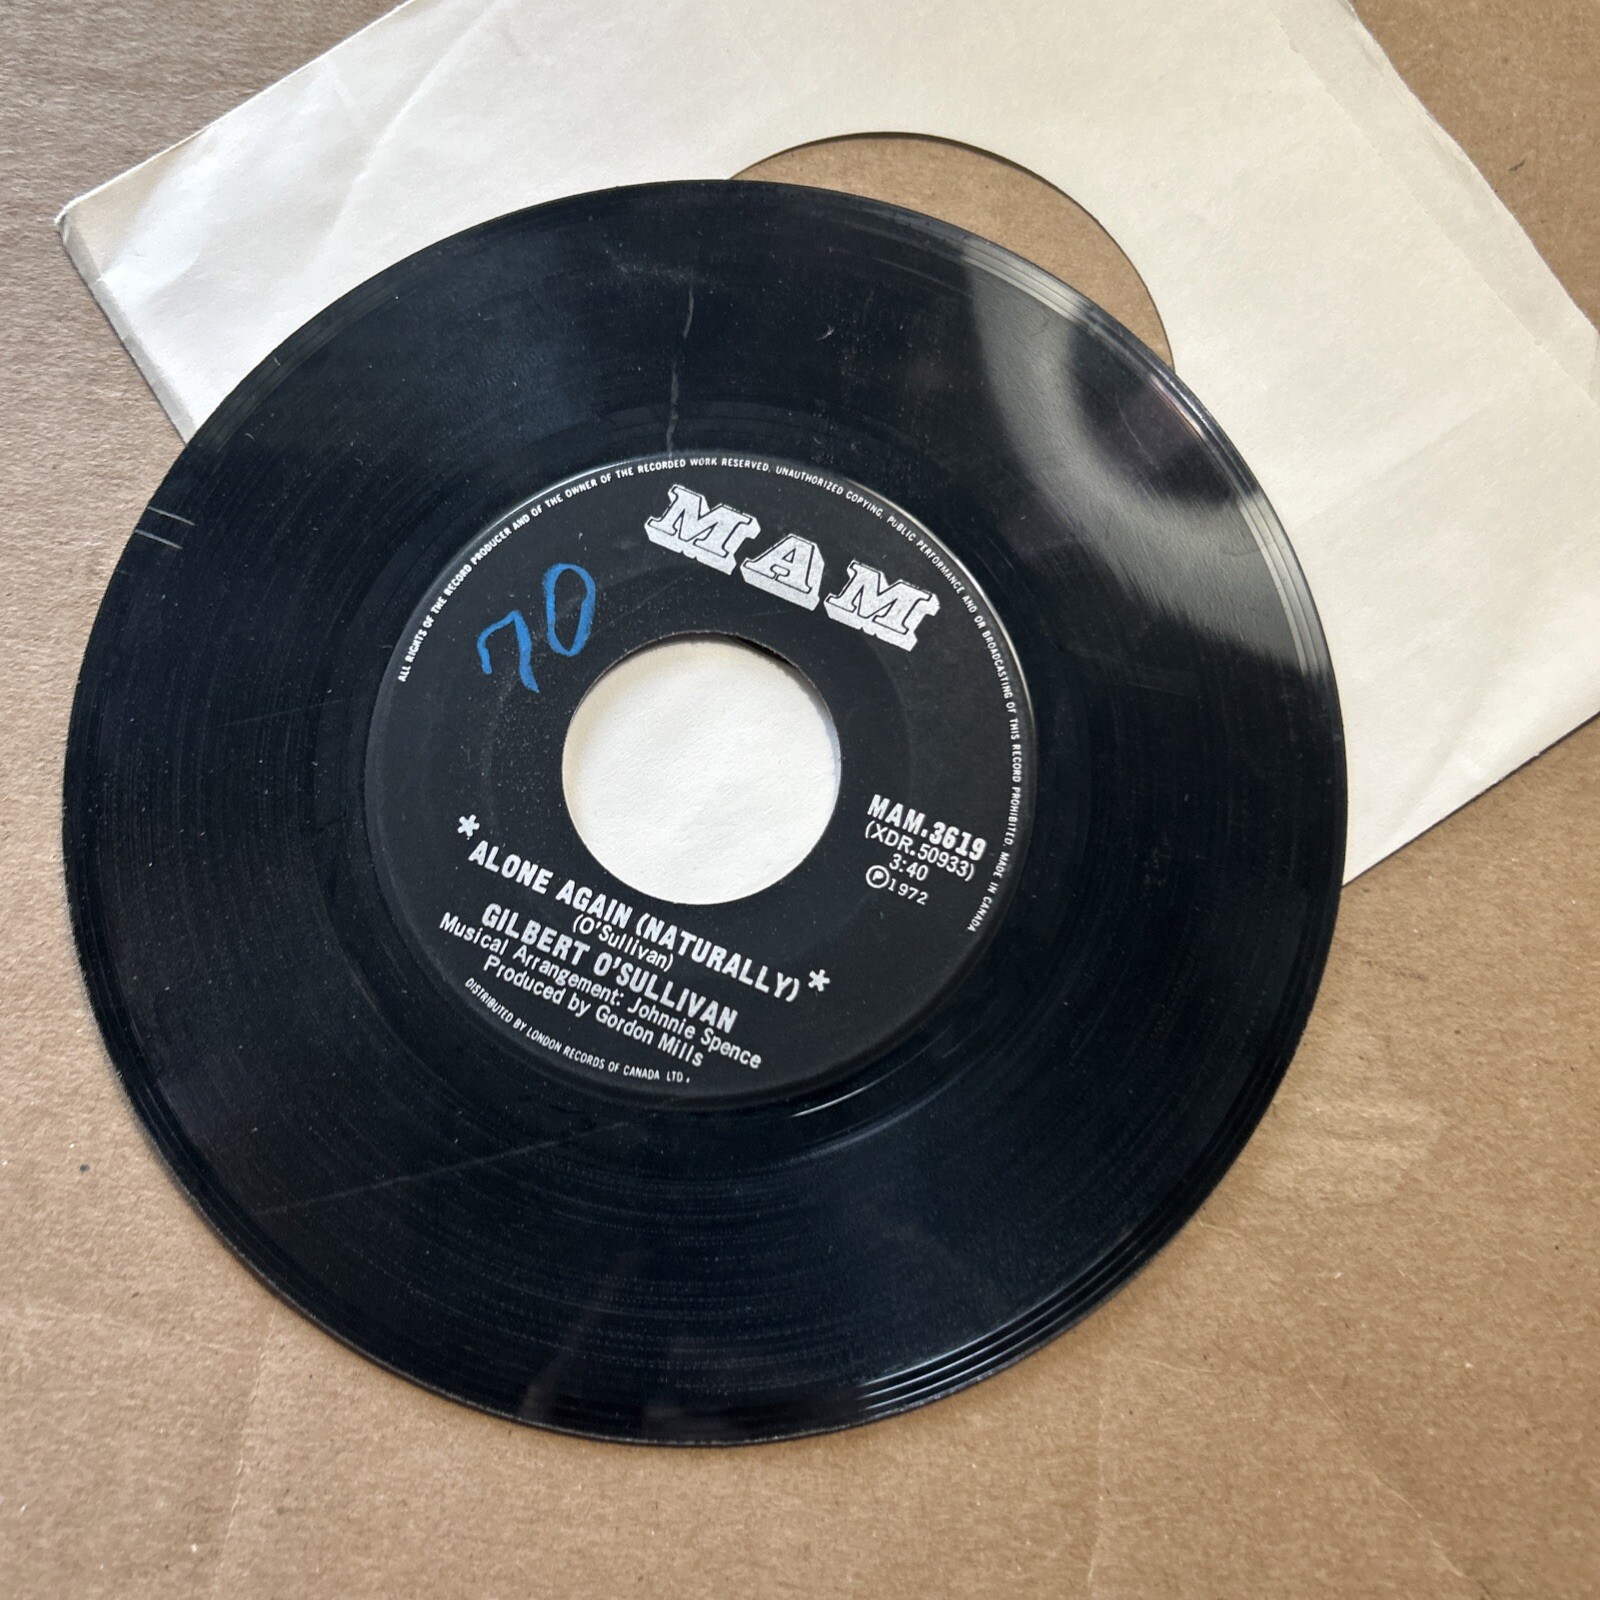 ALL RIGHTS OF THE RECORD PRODUCER AND OF THE OWNER OF THE RECORDED WORK RESERVED. UNAUTHORIZED COPYING, PUBLIC PERFORMANCE AND OR BROADCASTING OF THIS RECORD PROHIBITED. MADE IN CANADA
MAM
70
MAM.3619
(XDR.50933)
3:40
Ⓟ1972
* ALONE AGAIN (NATURALLY) *
(O'Sullivan)
GILBERT O'SULLIVAN
Musical Arrangement: Johnnie Spence
Produced by Gordon Mills
DISTRIBUTED BY LONDON RECORDS OF CANADA LTD.